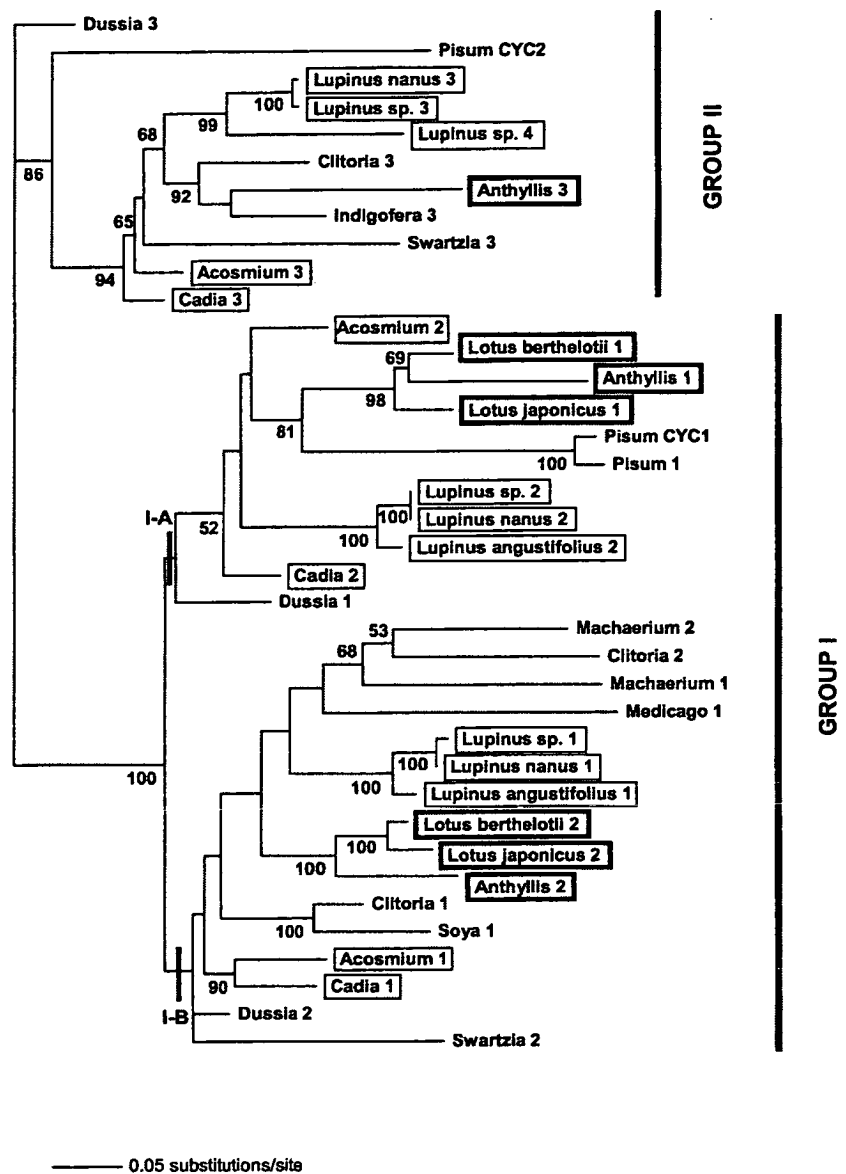 Dussia 3
Pisum CYC2
Lupinus nanus 3
100
Lupinus sp. 3
99
Lupinus sp. 4
68
Clitoria 3
86
92
Anthyllis 3
Indigofera 3
65
Swartzia 3
94
Acosmium 3
Cadia 3
GROUP II
Acosmium 2
Lotus berthelotii 1
69
Anthyllis 1
98
Lotus japonicus 1
81
Pisum CYC1
100
Pisum 1
Lupinus sp. 2
100
Lupinus nanus 2
I-A
52
100
Lupinus angustifolius 2
Cadia 2
Dussia 1
53
Machaerium 2
68
Clitoria 2
Machaerium 1
Medicago 1
GROUP I
Lupinus sp. 1
100
100
Lupinus nanus 1
100
Lupinus angustifolius 1
Lotus berthelotii 2
100
100
Lotus japonicus 2
Anthyllis 2
Clitoria 1
100
Soya 1
Acosmium 1
90
Cadia 1
I-B
Dussia 2
Swartzia 2
0.05 substitutions/site